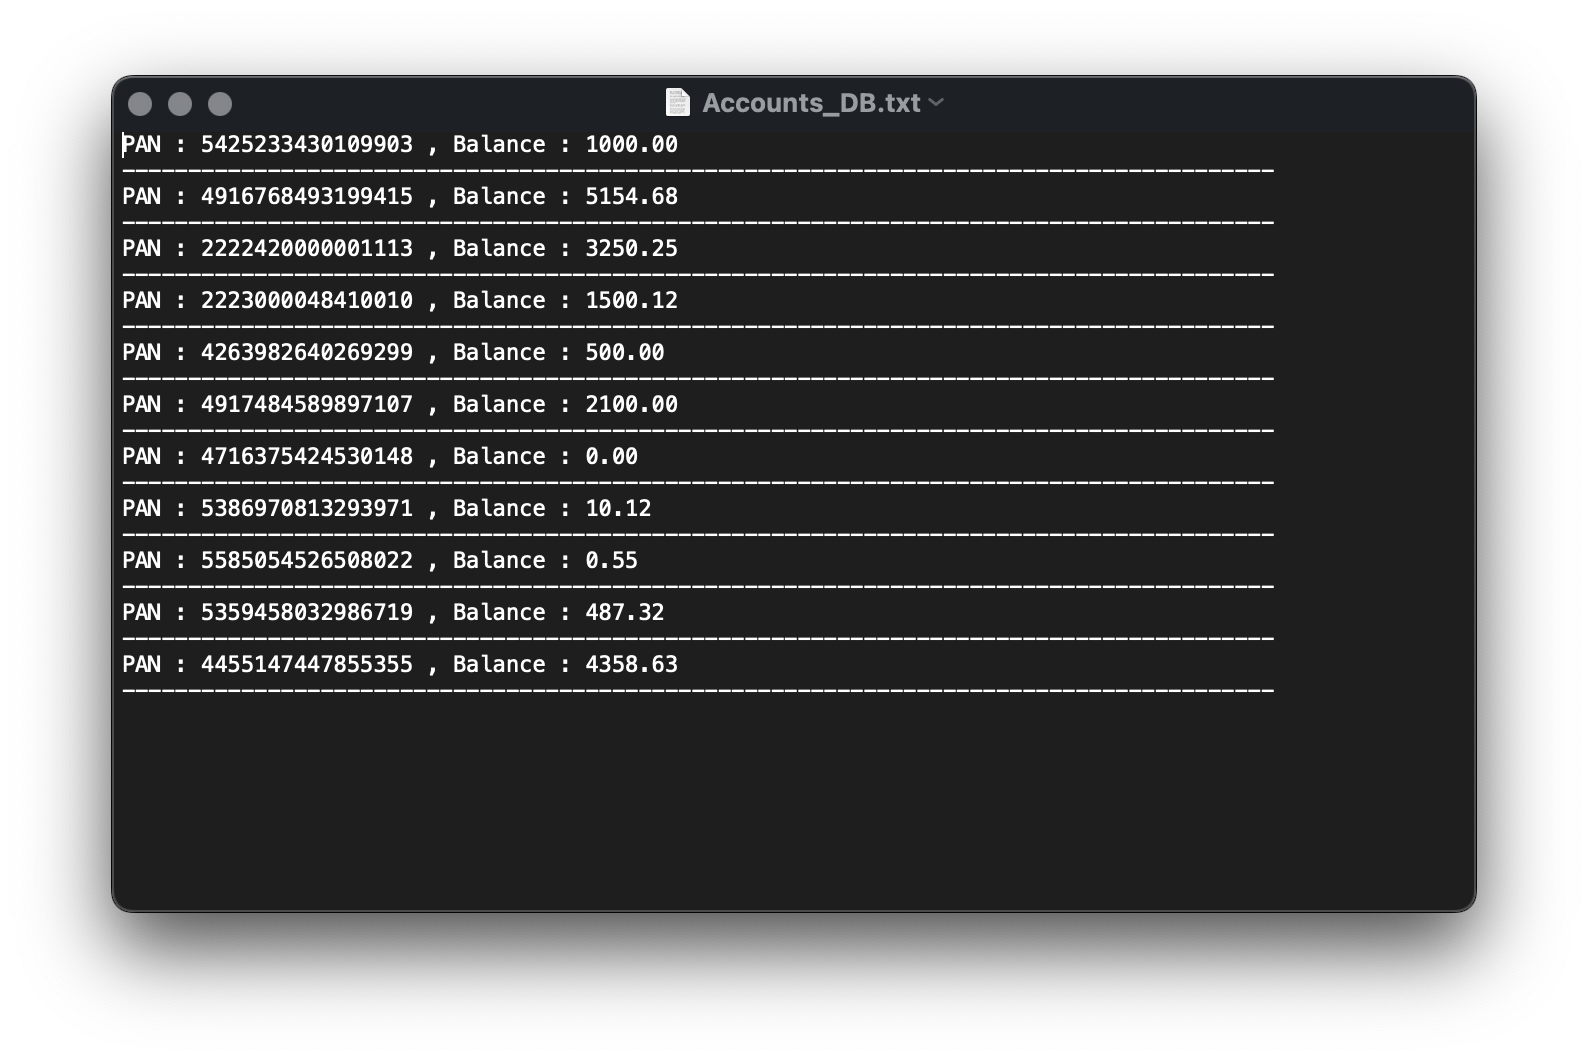 Accounts_DB.txt
PAN : 5425233430109903 , Balance : 1000.00
---------------------------------------------------------------------------------------
PAN : 4916768493199415 , Balance : 5154.68
---------------------------------------------------------------------------------------
PAN : 2222420000001113 , Balance : 3250.25
---------------------------------------------------------------------------------------
PAN : 2223000048410010 , Balance : 1500.12
---------------------------------------------------------------------------------------
PAN : 4263982640269299 , Balance : 500.00
---------------------------------------------------------------------------------------
PAN : 4917484589897107 , Balance : 2100.00
---------------------------------------------------------------------------------------
PAN : 4716375424530148 , Balance : 0.00
---------------------------------------------------------------------------------------
PAN : 5386970813293971 , Balance : 10.12
---------------------------------------------------------------------------------------
PAN : 5585054526508022 , Balance : 0.55
---------------------------------------------------------------------------------------
PAN : 5359458032986719 , Balance : 487.32
---------------------------------------------------------------------------------------
PAN : 4455147447855355 , Balance : 4358.63
---------------------------------------------------------------------------------------